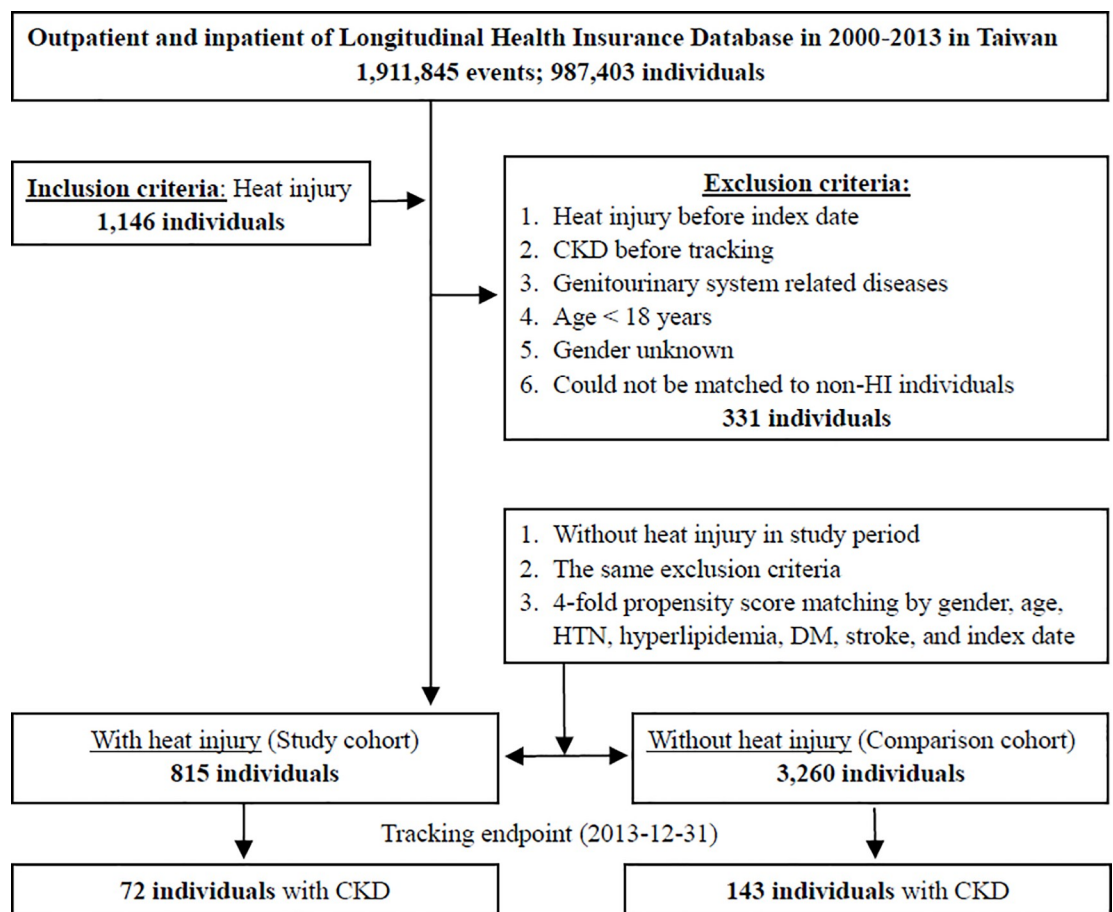 Outpatient and inpatient of Longitudinal Health Insurance Database in 2000-2013 in Taiwan
1,911,845 events; 987,403 individuals
Inclusion criteria: Heat injury
1,146 individuals
Exclusion criteria:
1. Heat injury before index date
2. CKD before tracking
3. Genitourinary system related diseases
4. Age < 18 years
5. Gender unknown
6. Could not be matched to non-HI individuals
331 individuals
1. Without heat injury in study period
2. The same exclusion criteria
3. 4-fold propensity score matching by gender, age,
HTN, hyperlipidemia, DM, stroke, and index date
With heat injury (Study cohort)
815 individuals
Without heat injury (Comparison cohort)
3,260 individuals
Tracking endpoint (2013-12-31)
72 individuals with CKD
143 individuals with CKD